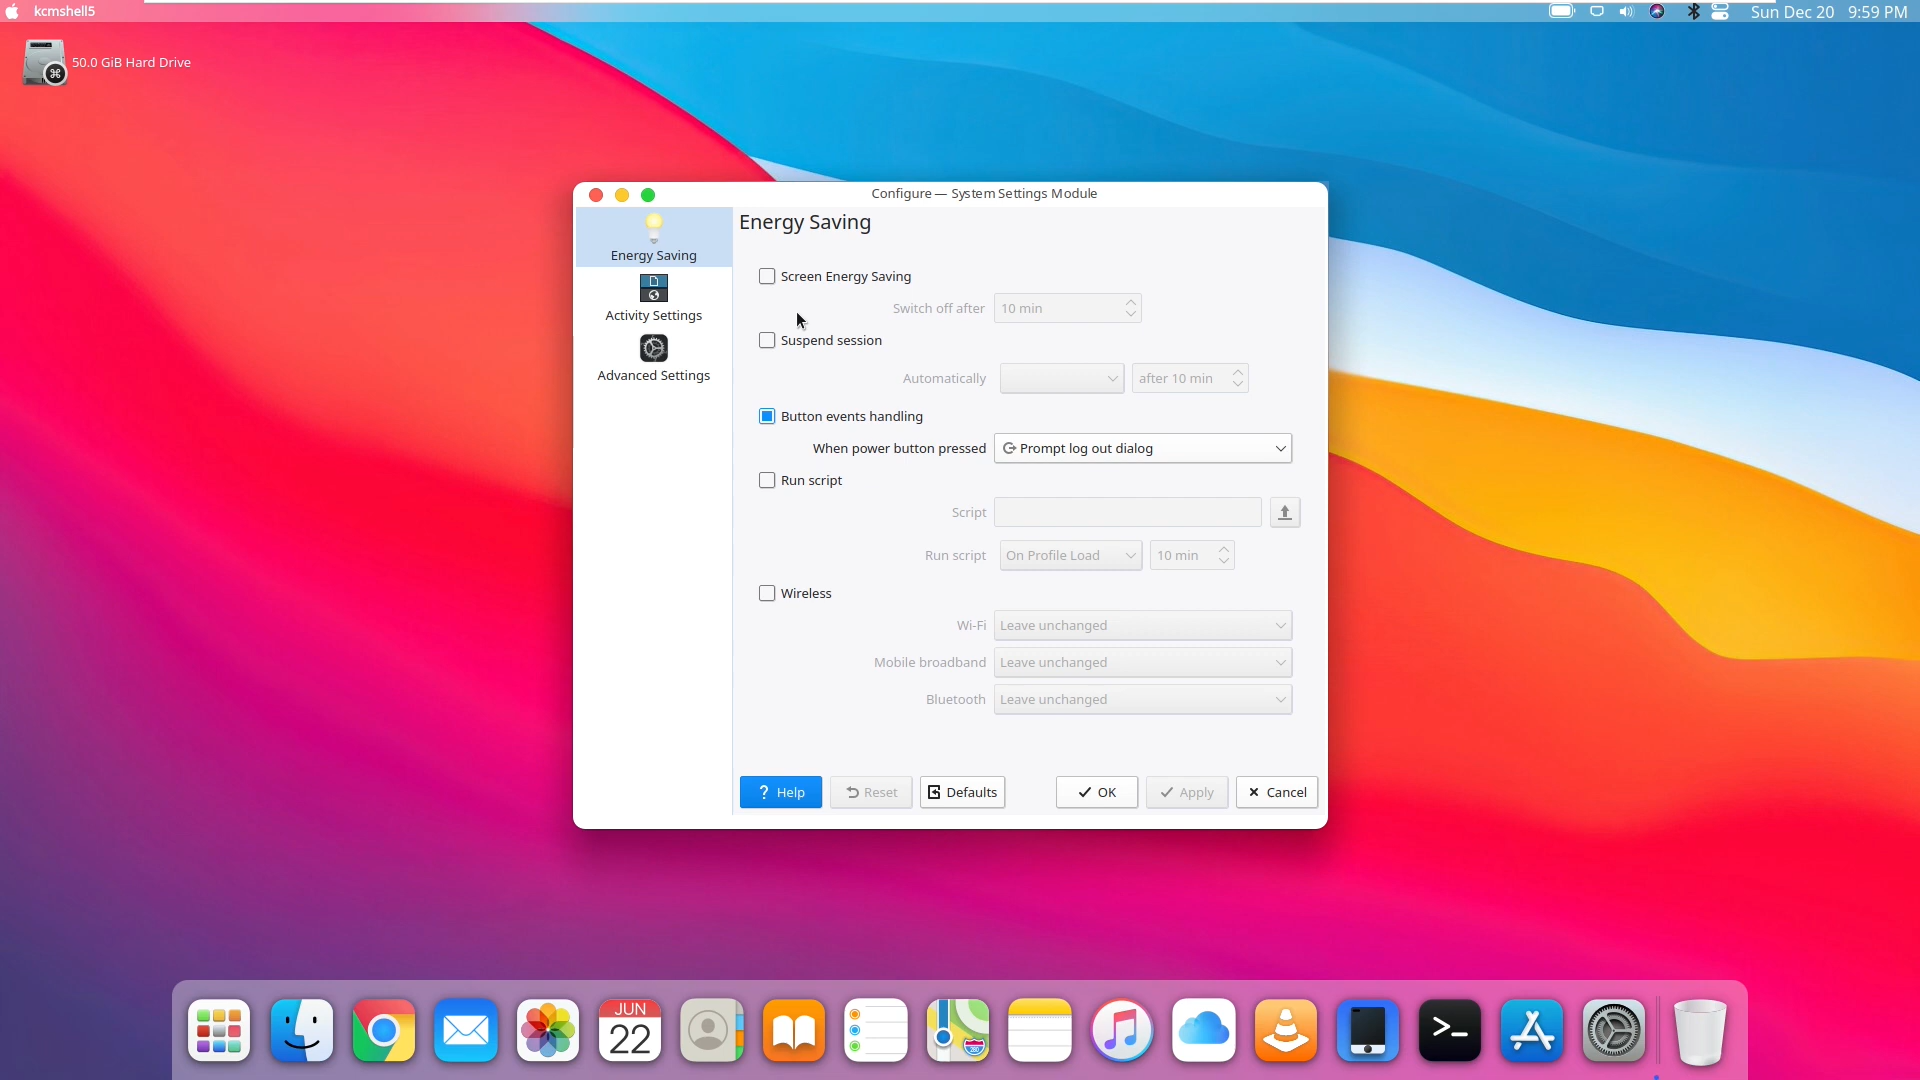 kcmshell5
Sun Dec 20 9:59 PM
50.0 GiB Hard Drive
Configure — System Settings Module
Energy Saving
Activity Settings
Advanced Settings
Energy Saving
Screen Energy Saving
Switch off after 10 min
Suspend session
Automatically after 10 min
Button events handling
When power button pressed Prompt log out dialog
Run script
Script
Run script On Profile Load 10 min
Wireless
Wi-Fi Leave unchanged
Mobile broadband Leave unchanged
Bluetooth Leave unchanged
? Help Reset Defaults OK Apply Cancel
JUN
22
280
>_